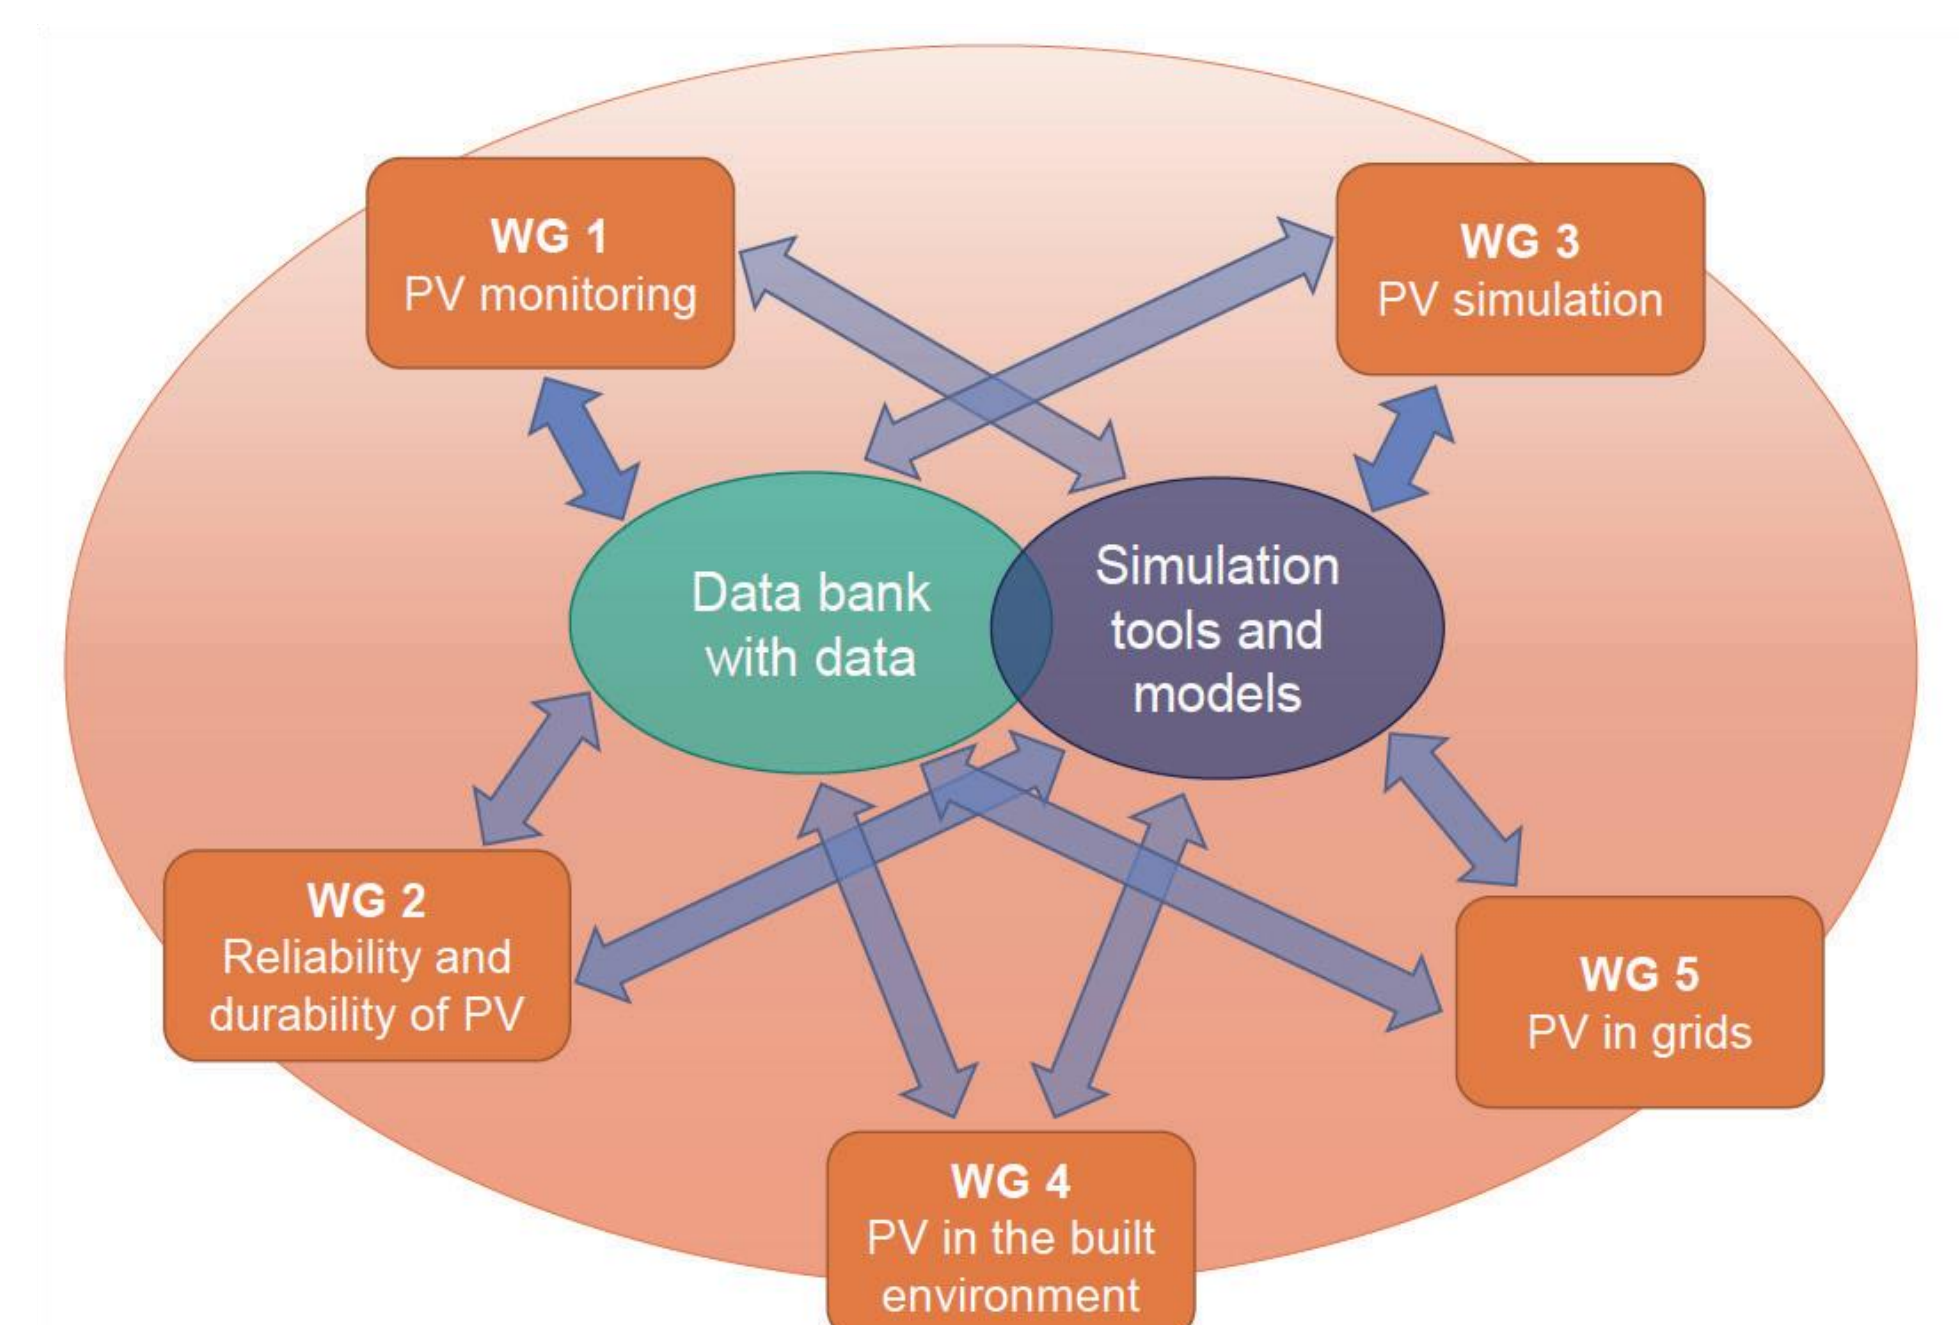 WG 1
PV monitoring
WG 3
PV simulation
Data bank
with data
Simulation
tools and
models
WG 2
Reliability and
durability of PV
WG 5
PV in grids
WG 4
PV in the built
environment